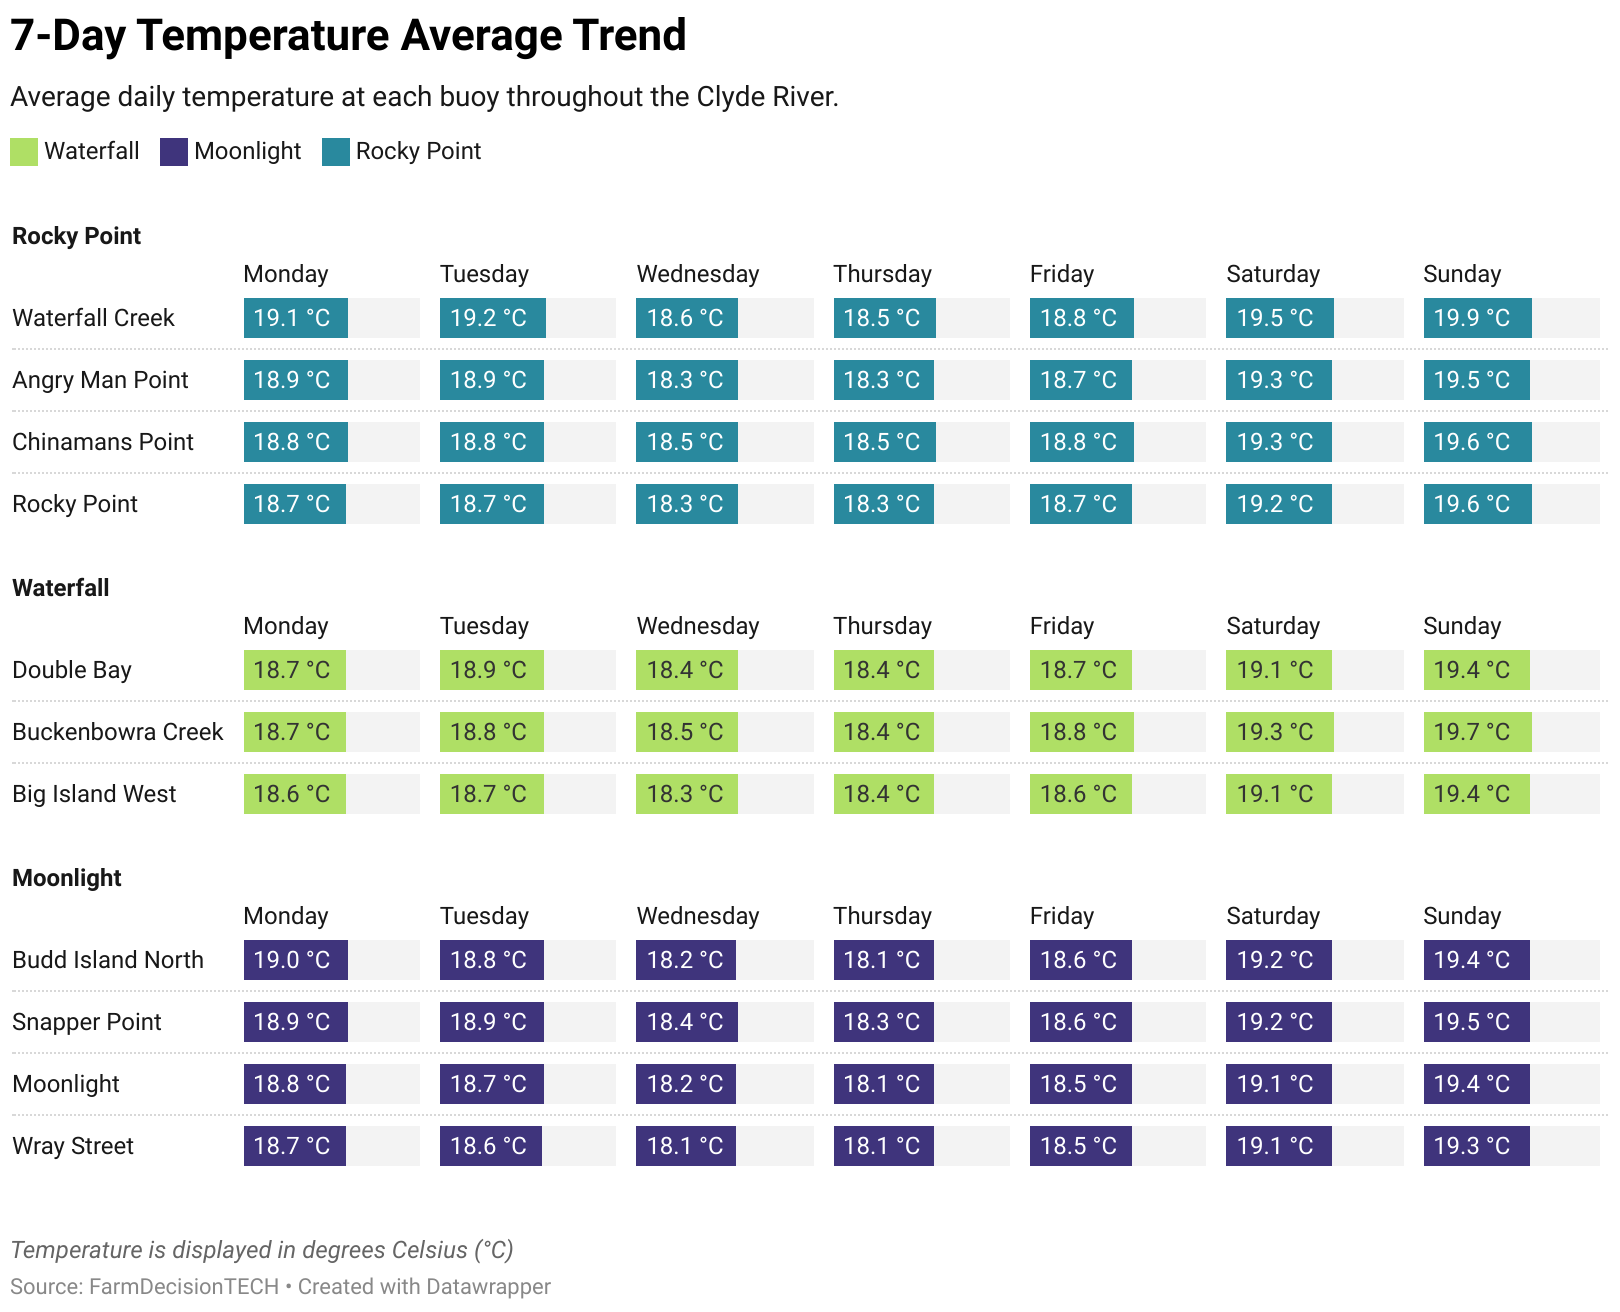 7-Day Temperature Average Trend
Average daily temperature at each buoy throughout the Clyde River.
Waterfall Moonlight Rocky Point
Rocky Point
Monday Tuesday Wednesday Thursday Friday Saturday Sunday
Waterfall Creek 19.1 °C 19.2 °C 18.6 °C 18.5 °C 18.8 °C 19.5 °C 19.9 °C
Angry Man Point 18.9 °C 18.9 °C 18.3 °C 18.3 °C 18.7 °C 19.3 °C 19.5 °C
Chinamans Point 18.8 °C 18.8 °C 18.5 °C 18.5 °C 18.8 °C 19.3 °C 19.6 °C
Rocky Point 18.7 °C 18.7 °C 18.3 °C 18.3 °C 18.7 °C 19.2 °C 19.6 °C
Waterfall
Monday Tuesday Wednesday Thursday Friday Saturday Sunday
Double Bay 18.7 °C 18.9 °C 18.4 °C 18.4 °C 18.7 °C 19.1 °C 19.4 °C
Buckenbowra Creek 18.7 °C 18.8 °C 18.5 °C 18.4 °C 18.8 °C 19.3 °C 19.7 °C
Big Island West 18.6 °C 18.7 °C 18.3 °C 18.4 °C 18.6 °C 19.1 °C 19.4 °C
Moonlight
Monday Tuesday Wednesday Thursday Friday Saturday Sunday
Budd Island North 19.0 °C 18.8 °C 18.2 °C 18.1 °C 18.6 °C 19.2 °C 19.4 °C
Snapper Point 18.9 °C 18.9 °C 18.4 °C 18.3 °C 18.6 °C 19.2 °C 19.5 °C
Moonlight 18.8 °C 18.7 °C 18.2 °C 18.1 °C 18.5 °C 19.1 °C 19.4 °C
Wray Street 18.7 °C 18.6 °C 18.1 °C 18.1 °C 18.5 °C 19.1 °C 19.3 °C
Temperature is displayed in degrees Celsius (°C)
Source: FarmDecisionTECH • Created with Datawrapper